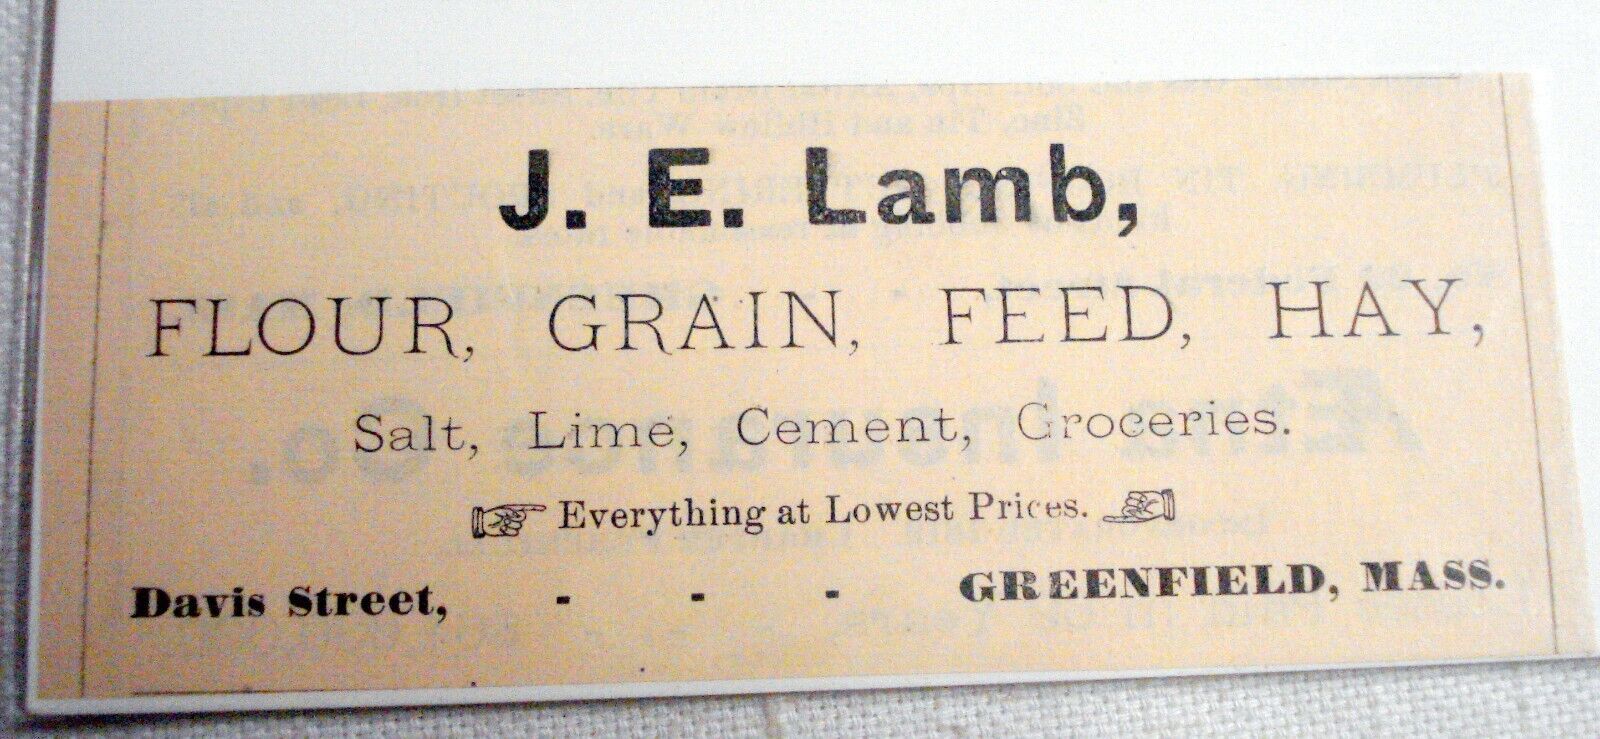 J. E. Lamb,
FLOUR, GRAIN, FEED, HAY,
Salt, Lime, Cement, Groceries.
Everything at Lowest Prices.
Davis Street, - - - GREENFIELD, MASS.